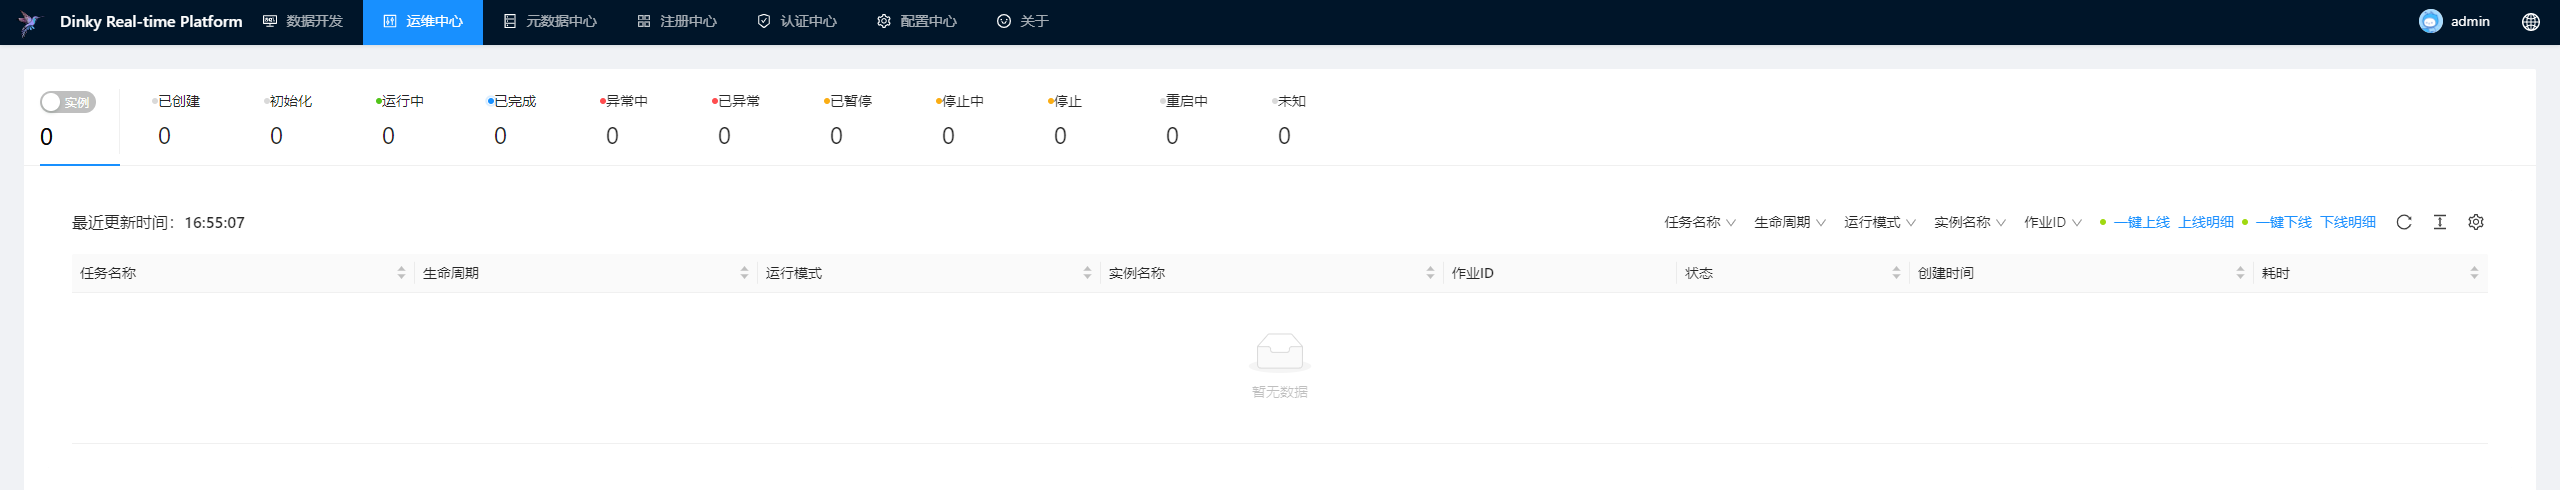 Dinky Real-time Platform 数据开发 运维中心 元数据中心 注册中心 认证中心 配置中心 关于 admin
实例 已创建 初始化 运行中 已完成 异常中 已异常 已暂停 停止中 停止 重启中 未知
0 0 0 0 0 0 0 0 0 0 0 0
最近更新时间：16:55:07 任务名称 生命周期 运行模式 实例名称 作业ID 一键上线 上线明细 一键下线 下线明细
任务名称 生命周期 运行模式 实例名称 作业ID 状态 创建时间 耗时
暂无数据